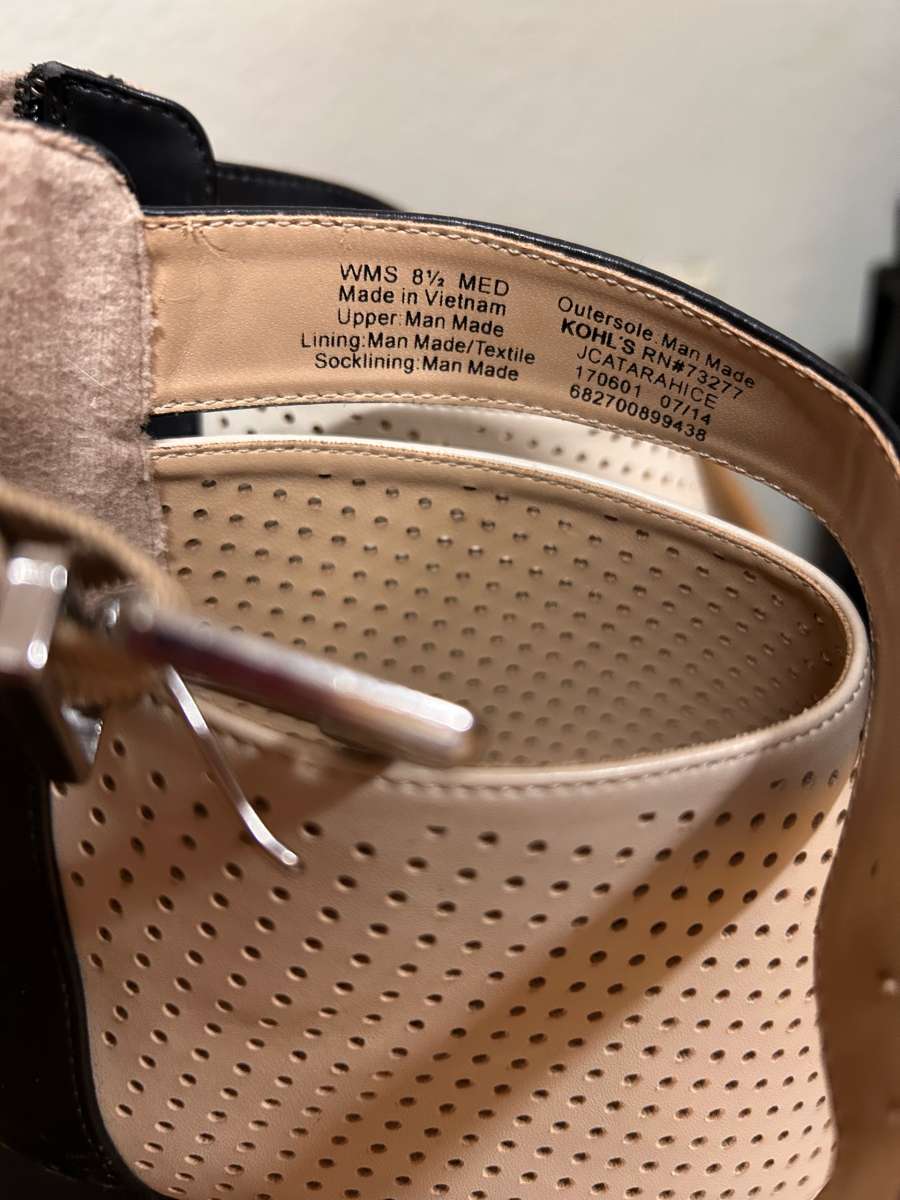 WMS 8½ MED
Made in Vietnam
Upper:Man Made
Lining:Man Made/Textile
Socklining:Man Made
Outersole:Man Made
KOHL'S RN#73277
JCATARAHICE
170601 07/14
682700899438